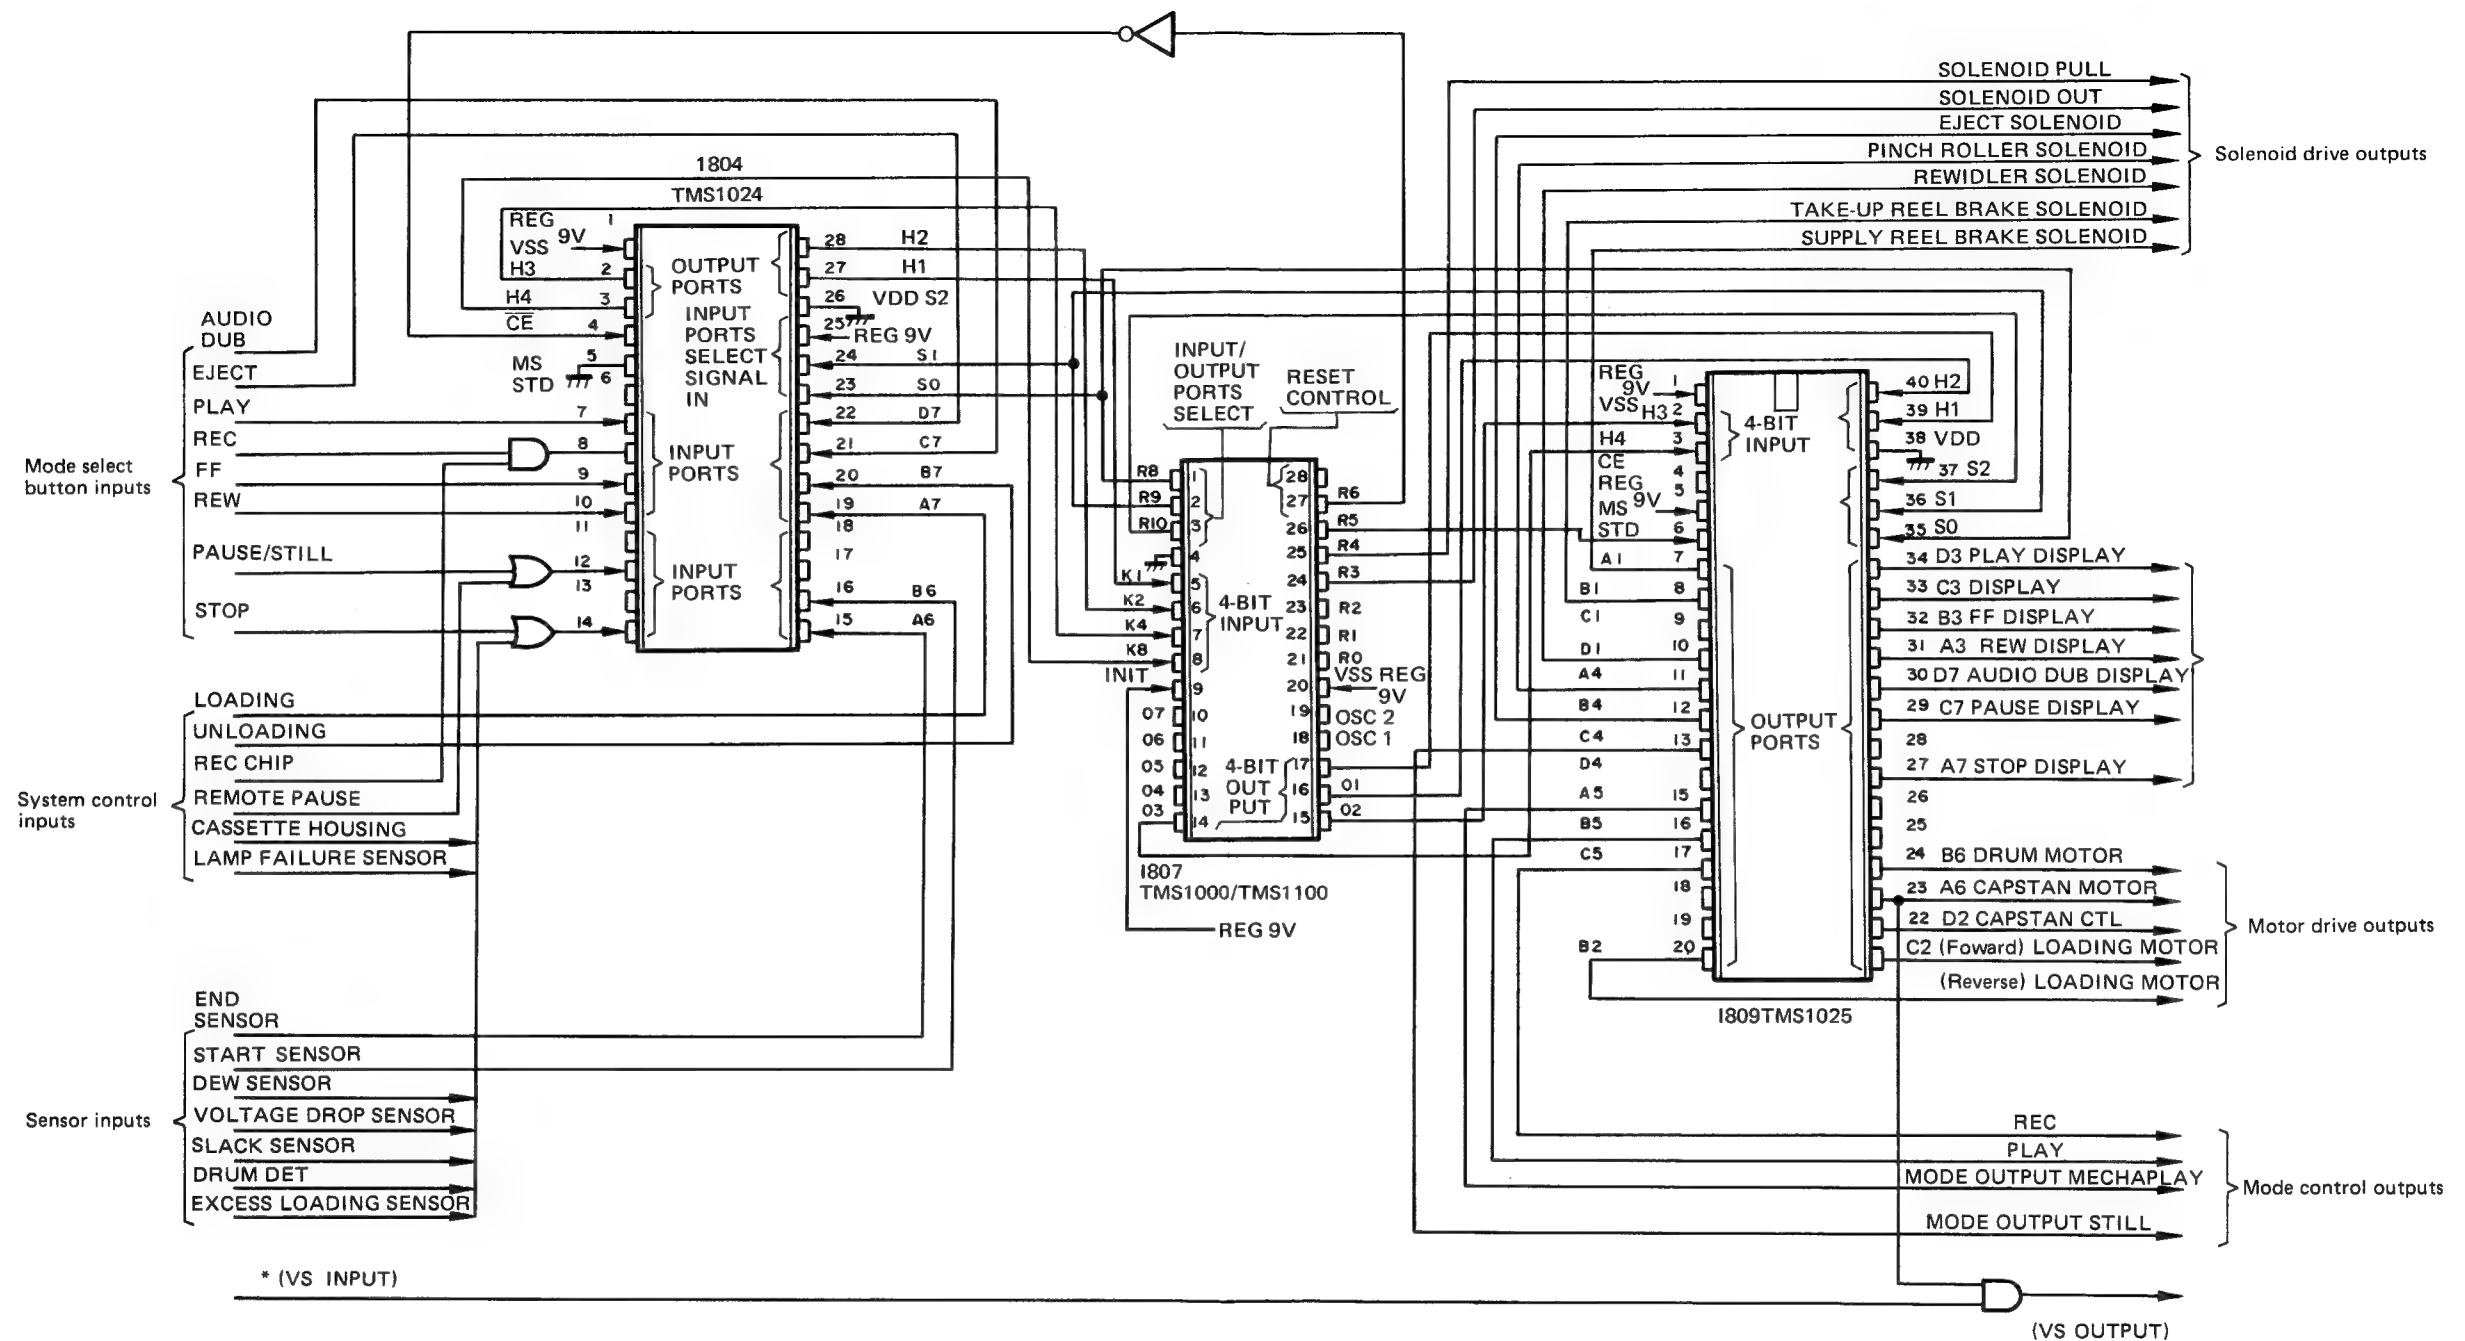 SOLENOID PULL
SOLENOID OUT
EJECT SOLENOID
PINCH ROLLER SOLENOID
REWIDLER SOLENOID
TAKE-UP REEL BRAKE SOLENOID
SUPPLY REEL BRAKE SOLENOID
Solenoid drive outputs
1804
TMS1024
REG 1
VSS 9V
H3 2
H4 3
CE 4
MS 5
STD 6
7
8
9
10
11
12
13
14
OUTPUT
PORTS
INPUT
PORTS
SELECT
SIGNAL
IN
INPUT
PORTS
INPUT
PORTS
28 H2
27 H1
26 VDD S2
25 REG 9V
24 S1
23 S0
22 D7
21 C7
20 B7
19 A7
18
17
16 B6
15 A6
AUDIO
DUB
EJECT
PLAY
REC
FF
REW
PAUSE/STILL
STOP
Mode select
button inputs
LOADING
UNLOADING
REC CHIP
REMOTE PAUSE
CASSETTE HOUSING
LAMP FAILURE SENSOR
System control
inputs
END
SENSOR
START SENSOR
DEW SENSOR
VOLTAGE DROP SENSOR
SLACK SENSOR
DRUM DET
EXCESS LOADING SENSOR
Sensor inputs
* (VS INPUT)
INPUT/
OUTPUT
PORTS
SELECT
RESET
CONTROL
R8 1
R9 2
R10 3
4
K1 5
K2 6
K4 7
K8 8
INIT 9
O7 10
O6 11
O5 12
O4 13
O3 14
4-BIT
INPUT
4-BIT
OUT
PUT
28
27 R6
26 R5
25 R4
24 R3
23 R2
22 R1
21 R0
20 VSS REG
9V
19 OSC 2
18 OSC 1
17
16 O1
15 O2
I807
TMS1000/TMS1100
REG 9V
REG 1
9V
VSS H3 2
H4 3
CE 4
REG 5
MS 9V
STD 6
A1 7
B1 8
C1 9
D1 10
A4 11
B4 12
C4 13
D4
A5 15
B5 16
C5 17
18
19
B2 20
4-BIT
INPUT
OUTPUT
PORTS
40 H2
39 H1
38 VDD
37 S2
36 S1
35 S0
34 D3 PLAY DISPLAY
33 C3 DISPLAY
32 B3 FF DISPLAY
31 A3 REW DISPLAY
30 D7 AUDIO DUB DISPLAY
29 C7 PAUSE DISPLAY
28
27 A7 STOP DISPLAY
26
25
24 B6 DRUM MOTOR
23 A6 CAPSTAN MOTOR
22 D2 CAPSTAN CTL
C2 (Foward) LOADING MOTOR
(Reverse) LOADING MOTOR
Motor drive outputs
I809TMS1025
REC
PLAY
MODE OUTPUT MECHAPLAY
MODE OUTPUT STILL
Mode control outputs
(VS OUTPUT)